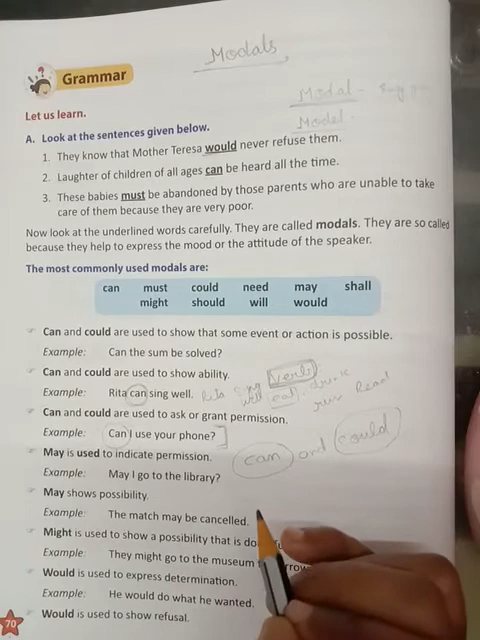 Modals
Grammar
Modal -
Let us learn.
Model -
A. Look at the sentences given below.
1. They know that Mother Teresa would never refuse them.
2. Laughter of children of all ages can be heard all the time.
3. These babies must be abandoned by those parents who are unable to take
care of them because they are very poor.
Now look at the underlined words carefully. They are called modals. They are so called
because they help to express the mood or the attitude of the speaker.
The most commonly used modals are:
can must could need may shall
might should will would
Can and could are used to show that some event or action is possible.
Example: Can the sum be solved?
Can and could are used to show ability. Verb
Example: Rita can sing well. Rita Sing well eat, drink
run Read
Can and could are used to ask or grant permission.
Example: Can I use your phone?
can and could
May is used to indicate permission.
Example: May I go to the library?
May shows possibility.
Example: The match may be cancelled.
Might is used to show a possibility that is
Example: They might go to the museum
Would is used to express determination.
Example: He would do what he wanted.
Would is used to show refusal.
70